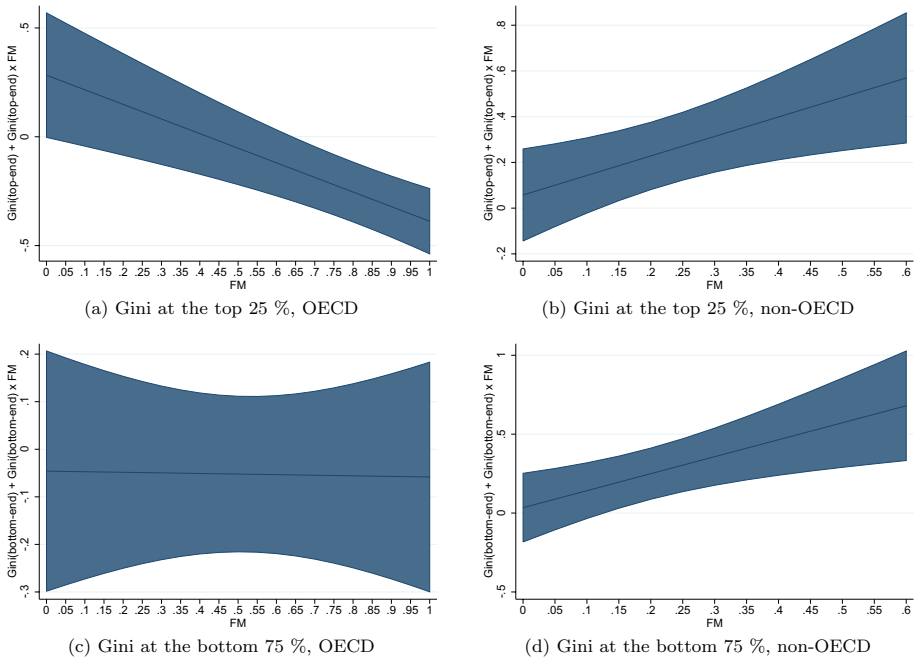 Gini(top-end) + Gini(top-end) x FM
.5
0
-.5
0 .05 .1 .15 .2 .25 .3 .35 .4 .45 .5 .55 .6 .65 .7 .75 .8 .85 .9 .95 1
FM
(a) Gini at the top 25 %, OECD
Gini(top-end) + Gini(top-end) x FM
.8
.6
.4
.2
0
-.2
0 .05 .1 .15 .2 .25 .3 .35 .4 .45 .5 .55 .6
FM
(b) Gini at the top 25 %, non-OECD
Gini(bottom-end) + Gini(bottom-end) x FM
.2
.1
0
-.1
-.2
-.3
0 .05 .1 .15 .2 .25 .3 .35 .4 .45 .5 .55 .6 .65 .7 .75 .8 .85 .9 .95 1
FM
(c) Gini at the bottom 75 %, OECD
Gini(bottom-end) + Gini(bottom-end) x FM
1
.5
0
-.5
0 .05 .1 .15 .2 .25 .3 .35 .4 .45 .5 .55 .6
FM
(d) Gini at the bottom 75 %, non-OECD